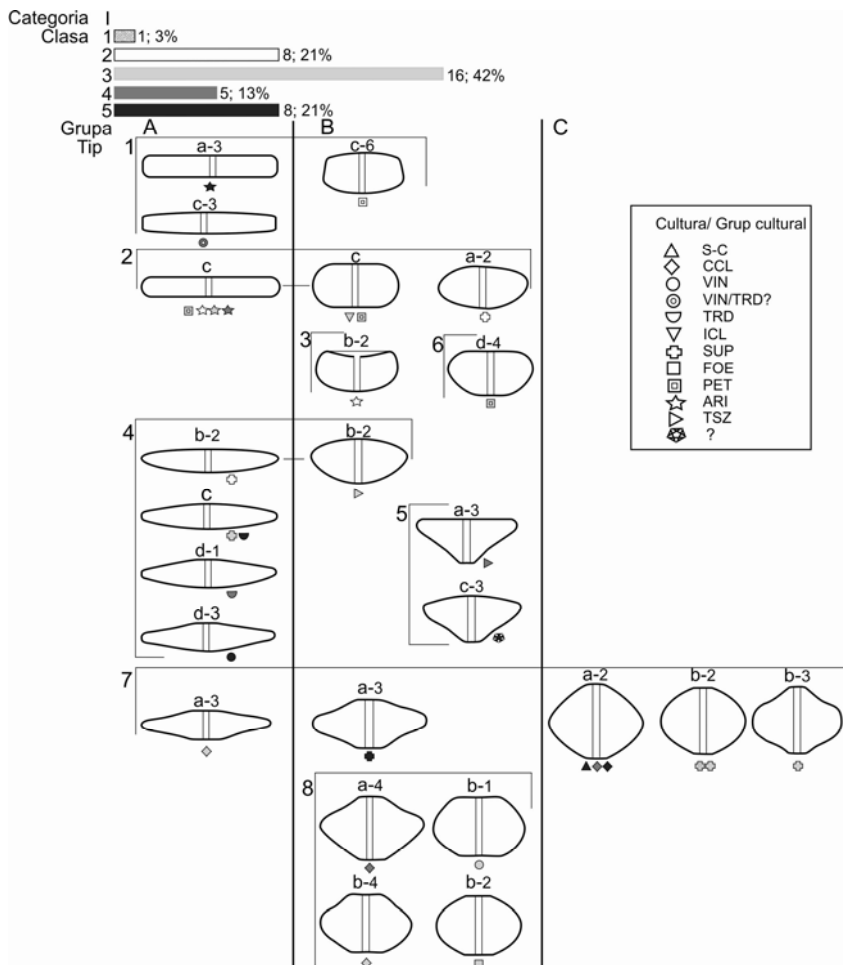 Categoria I
Clasa 1 1; 3%
2 8; 21%
3 16; 42%
4 5; 13%
5 8; 21%
Grupa A B C
Tip
1 a-3 c-6
c-3
2 c c a-2
3 b-2 6 d-4
4 b-2 b-2
c 5 a-3
d-1 c-3
d-3
7 a-3 a-3 a-2 b-2 b-3
8 a-4 b-1
b-4 b-2
Cultura/ Grup cultural
S-C
CCL
VIN
VIN/TRD?
TRD
ICL
SUP
FOE
PET
ARI
TSZ
?